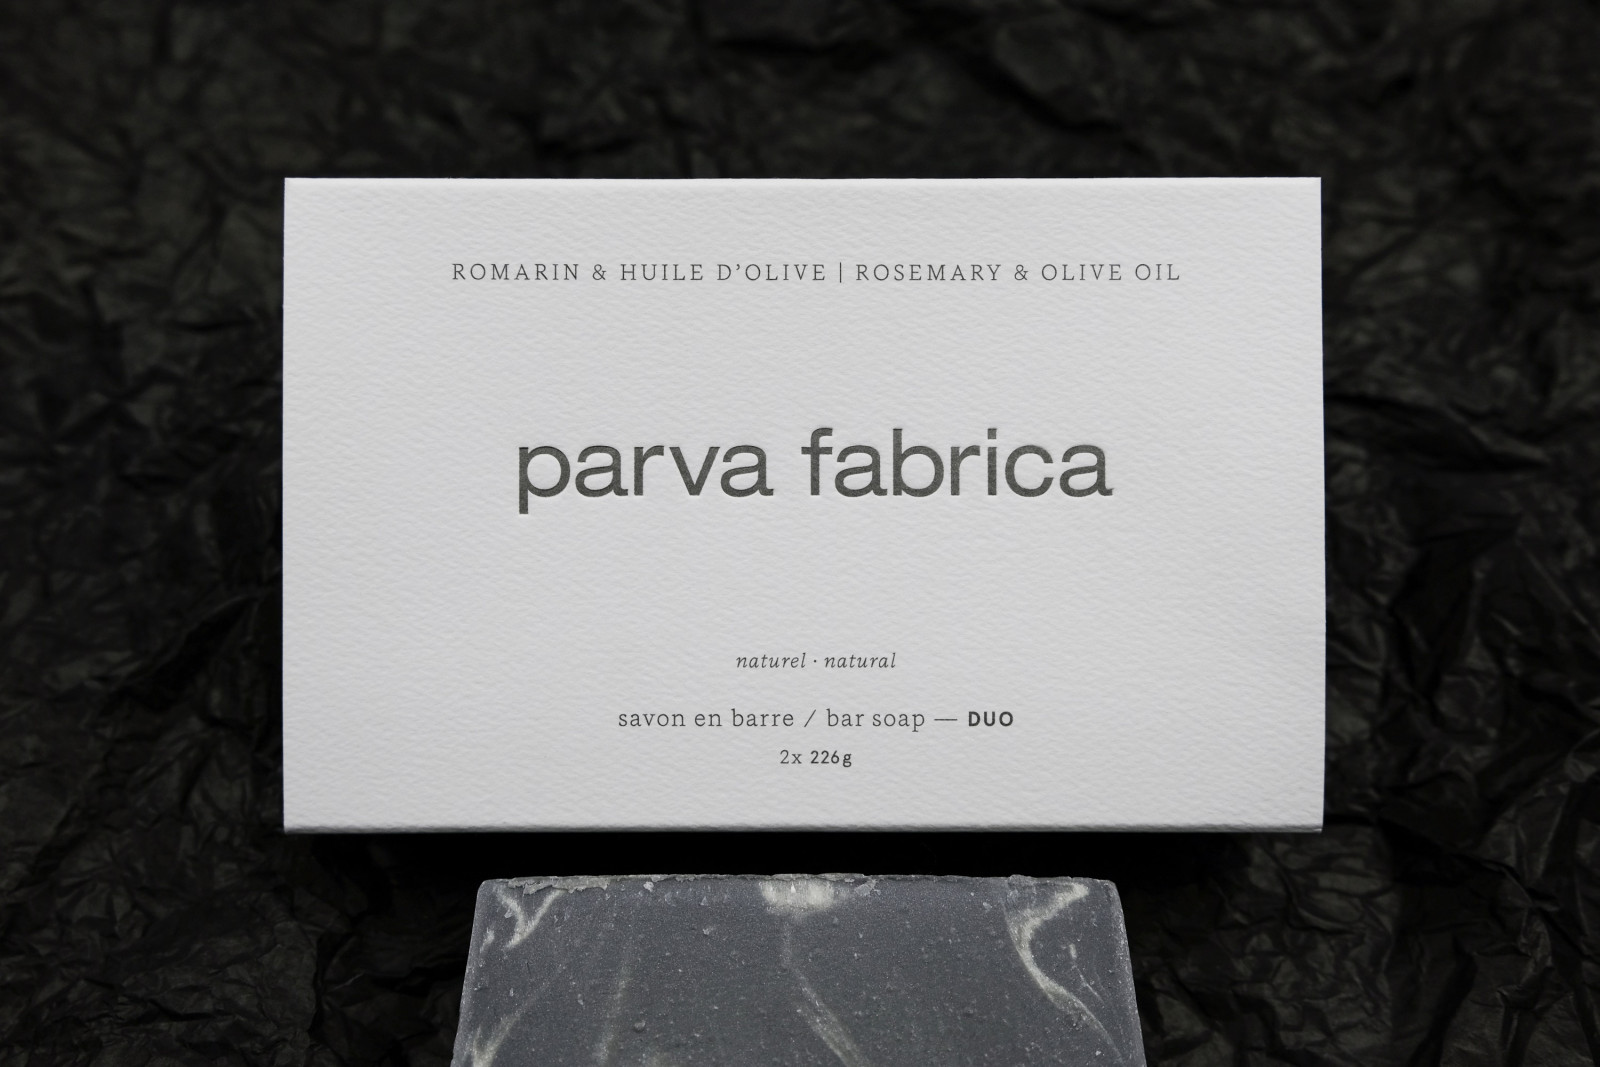 ROMARIN & HUILE D’OLIVE | ROSEMARY & OLIVE OIL
parva fabrica
naturel · natural
savon en barre / bar soap — DUO
2x 226g